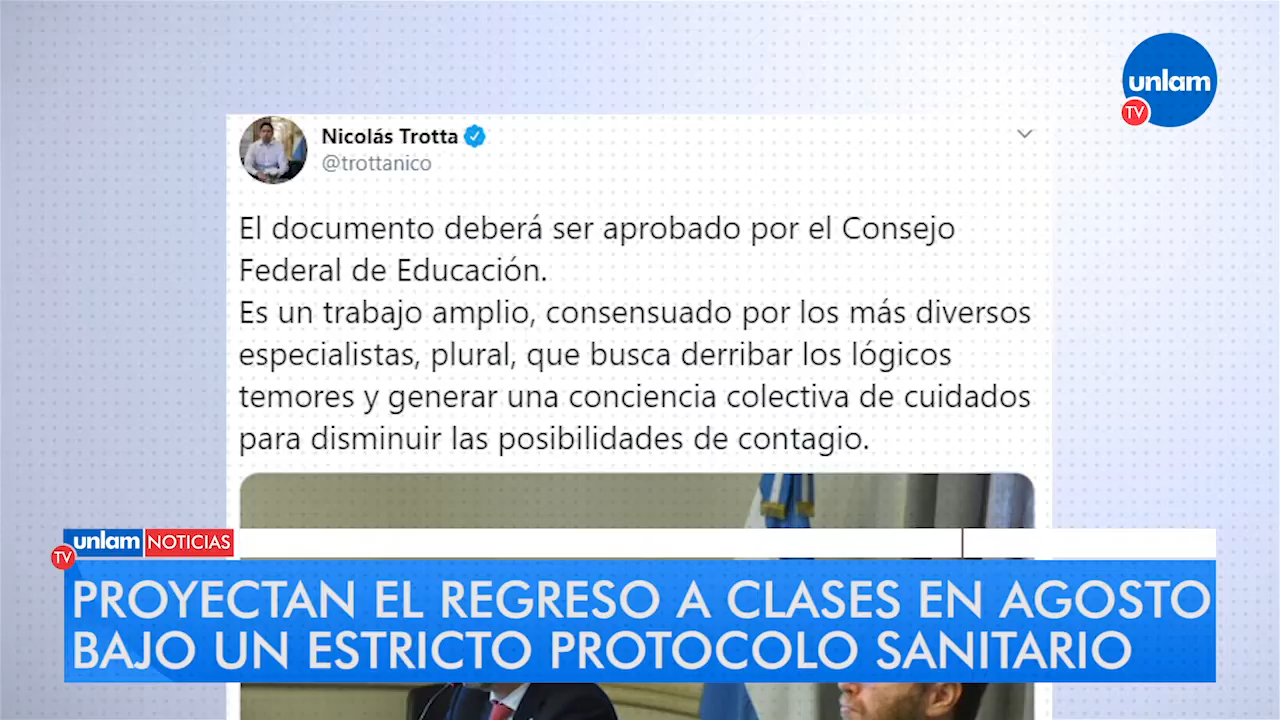 unlam
TV
Nicolás Trotta
@trottanico
El documento deberá ser aprobado por el Consejo
Federal de Educación.
Es un trabajo amplio, consensuado por los más diversos
especialistas, plural, que busca derribar los lógicos
temores y generar una conciencia colectiva de cuidados
para disminuir las posibilidades de contagio.
unlam NOTICIAS
TV
PROYECTAN EL REGRESO A CLASES EN AGOSTO
BAJO UN ESTRICTO PROTOCOLO SANITARIO